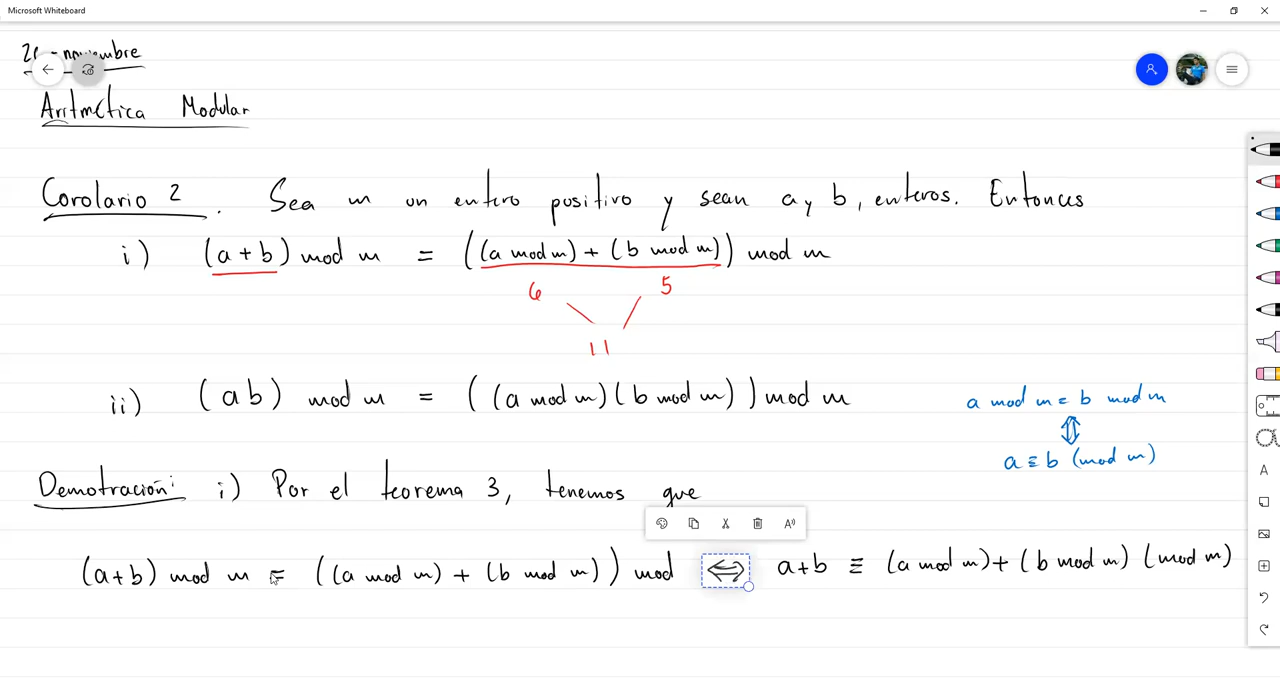 Microsoft Whiteboard
noviembre
Aritmética Modular
Corolario 2 . Sea m un entero positivo y sean a y b, enteros. Entonces
i) (a + b) mod m = ((a mod m) + (b mod m)) mod m
6 5
11
ii) (ab) mod m = ((a mod m)(b mod m)) mod m
a mod m = b mod m
⇕
a ≡ b (mod m)
Demotración: i) Por el teorema 3, tenemos que
(a+b) mod m = ((a mod m) + (b mod m)) mod ⇔ a+b ≡ (a mod m) + (b mod m) (mod m)